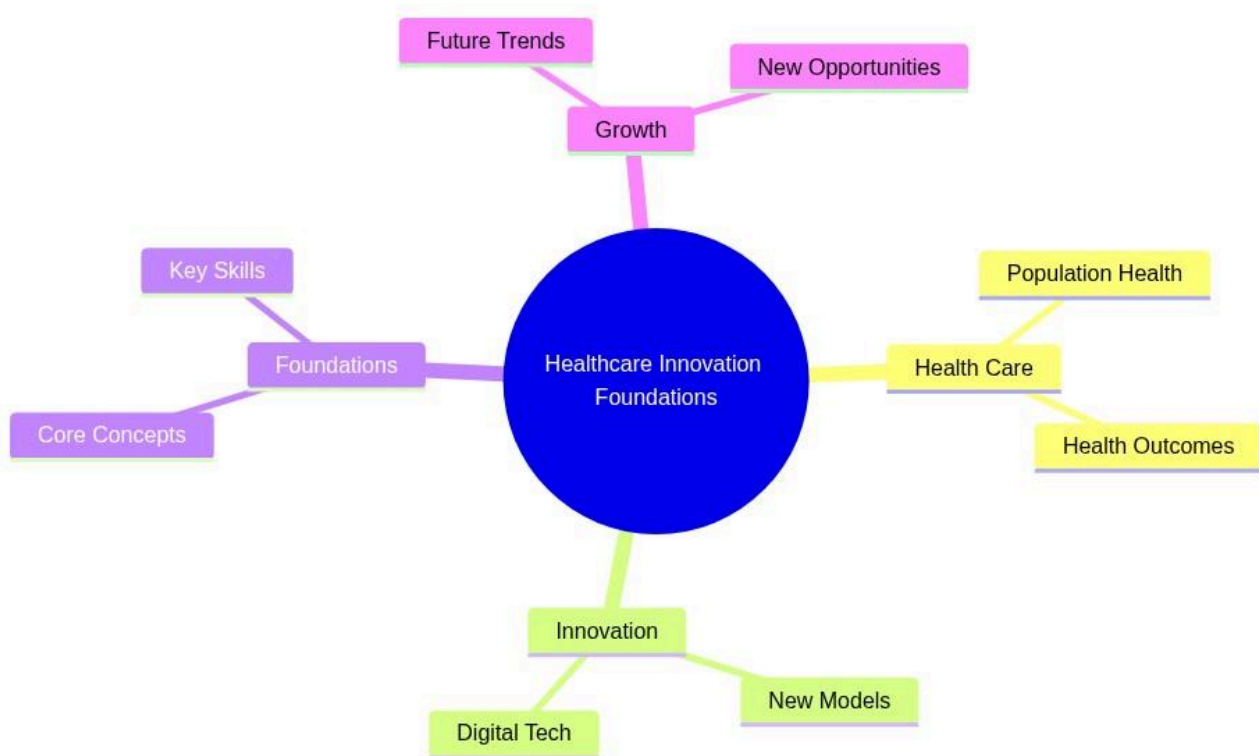 Future Trends
New Opportunities
Growth
Key Skills
Population Health
Foundations
Healthcare Innovation
Foundations
Health Care
Core Concepts
Health Outcomes
Innovation
New Models
Digital Tech